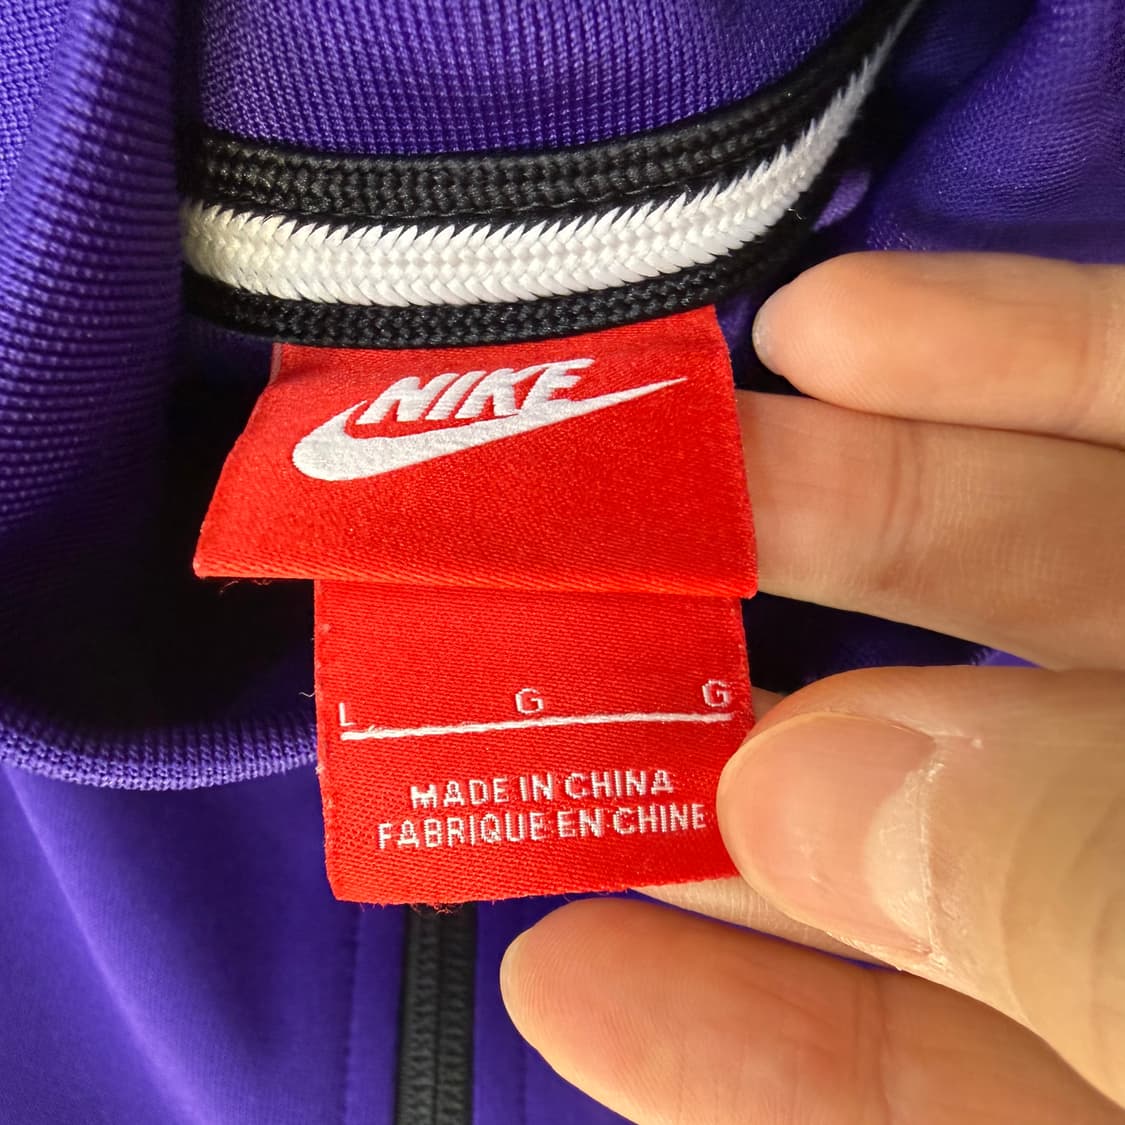 NIKE
L G G
MADE IN CHINA
FABRIQUE EN CHINE